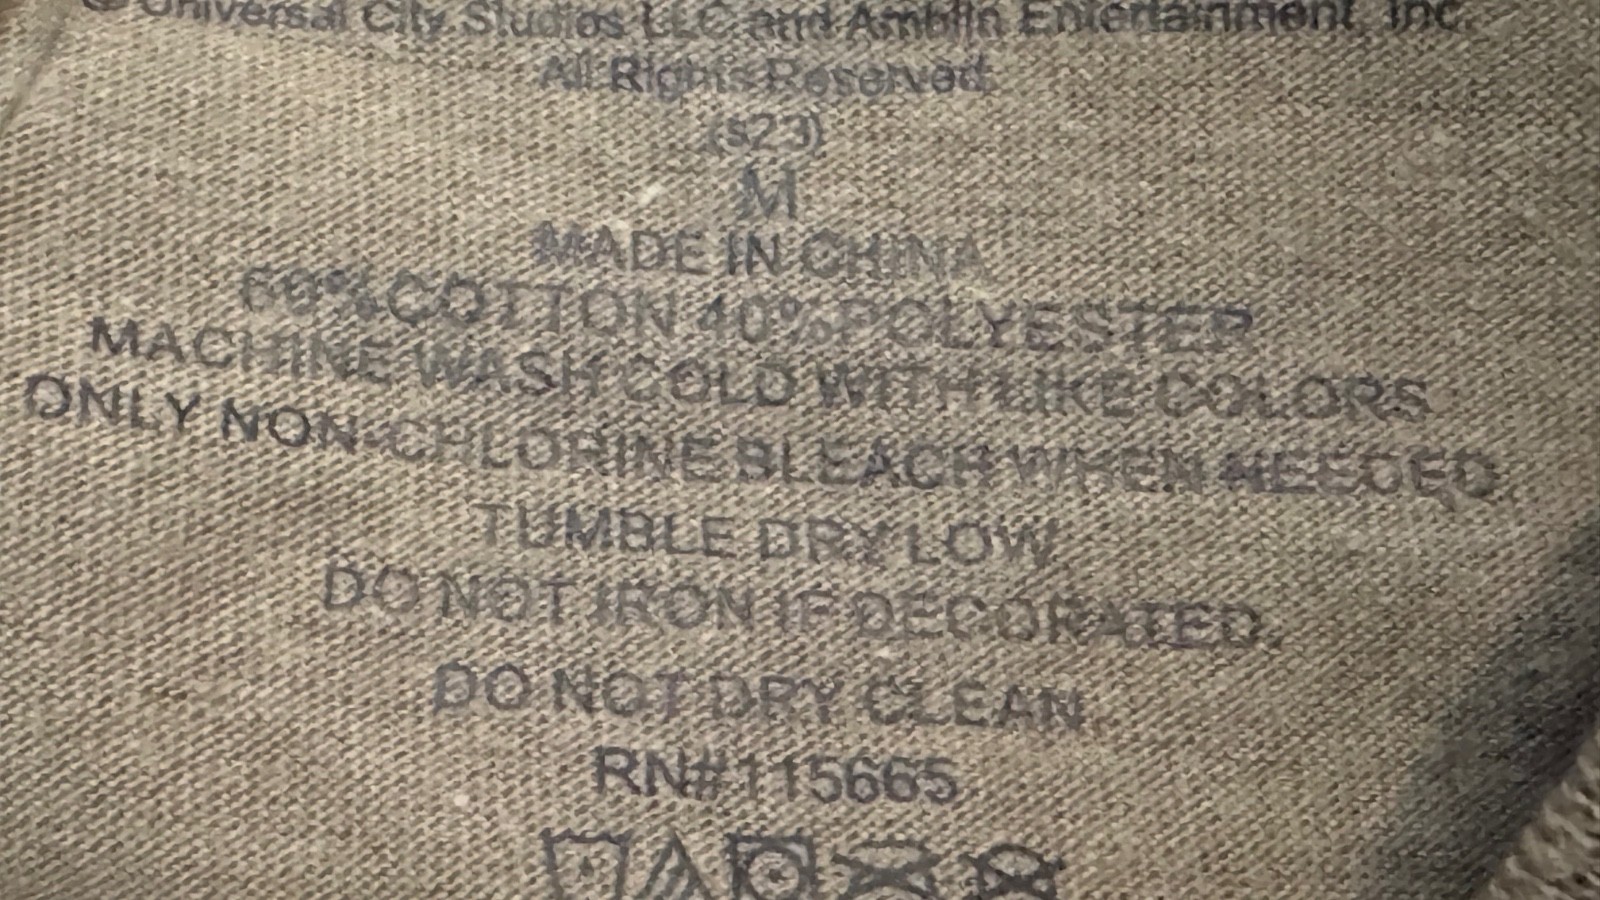 © Universal City Studios LLC and Amblin Entertainment, Inc.
All Rights Reserved
(s23)
M
MADE IN CHINA
60%COTTON 40%POLYESTER
MACHINE WASH COLD WITH LIKE COLORS
ONLY NON-CHLORINE BLEACH WHEN NEEDED
TUMBLE DRY LOW
DO NOT IRON IF DECORATED.
DO NOT DRY CLEAN
RN#115665